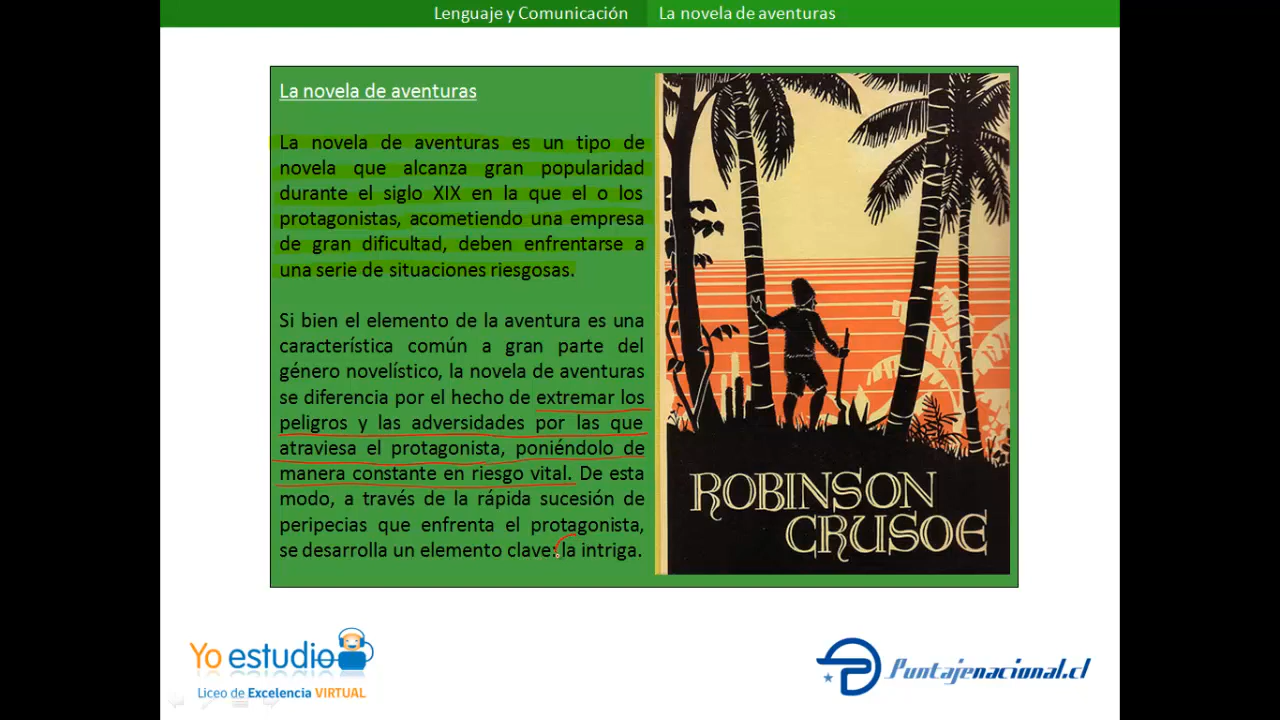 Lenguaje y Comunicación La novela de aventuras
La novela de aventuras
La novela de aventuras es un tipo de
novela que alcanza gran popularidad
durante el siglo XIX en la que el o los
protagonistas, acometiendo una empresa
de gran dificultad, deben enfrentarse a
una serie de situaciones riesgosas.
Si bien el elemento de la aventura es una
característica común a gran parte del
género novelístico, la novela de aventuras
se diferencia por el hecho de extremar los
peligros y las adversidades por las que
atraviesa el protagonista, poniéndolo de
manera constante en riesgo vital. De esta
modo, a través de la rápida sucesión de
peripecias que enfrenta el protagonista,
se desarrolla un elemento clave: la intriga.
ROBINSON
CRUSOE
Yo estudio
Liceo de Excelencia VIRTUAL
Puntajenacional.cl